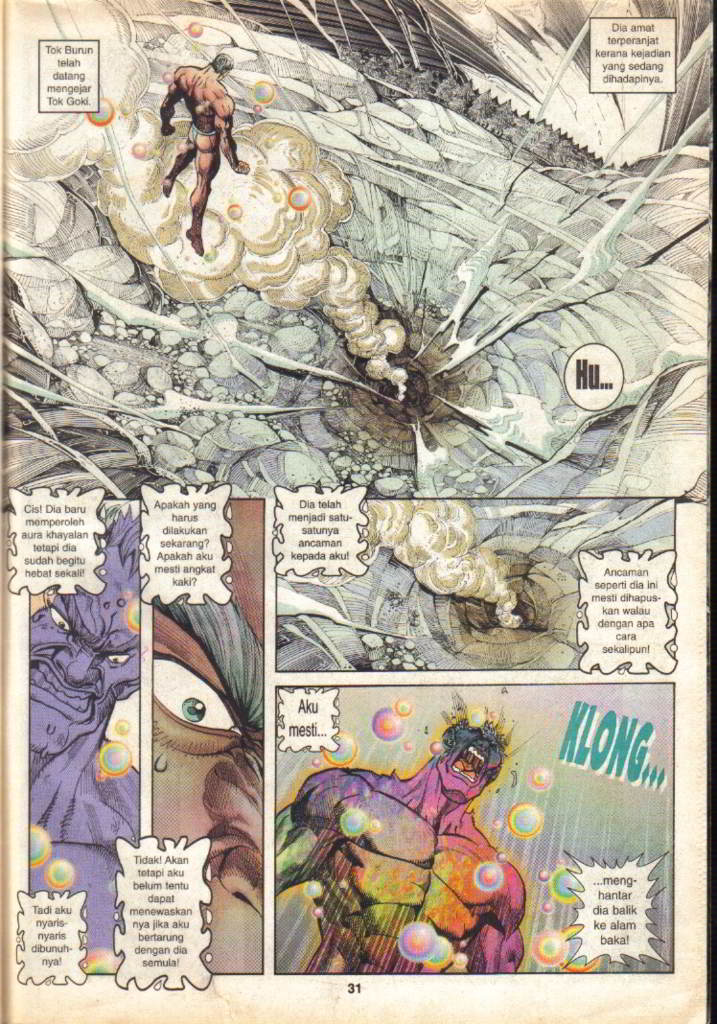 Tok Burun
telah
datang
mengejar
Tok Goki.
Dia amat
terperanjat
kerana kejadian
yang sedang
dihadapinya.
Hu...
Cis! Dia baru
memperoleh
aura khayalan
tetapi dia
sudah begitu
hebat sekali!
Tadi aku
nyaris-
nyaris
dibunuh-
nya!
Apakah yang
harus
dilakukan
sekarang?
Apakah aku
mesti angkat
kaki?
Tidak! Akan
tetapi aku
belum tentu
dapat
menewaskan
nya jika aku
bertarung
dengan dia
semula!
Dia telah
menjadi satu-
satunya
ancaman
kepada aku!
Ancaman
seperti dia ini
mesti dihapus-
kan walau
dengan apa
cara
sekalipun!
Aku
mesti...
KLONG...
...meng-
hantar
dia balik
ke alam
baka!
31